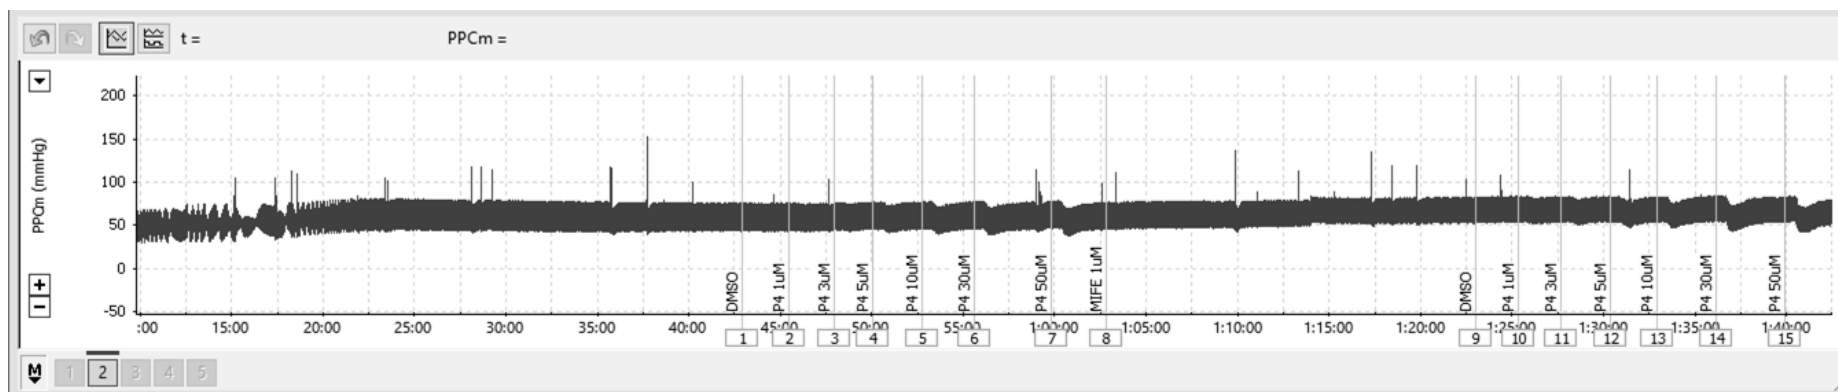 t = PPCm =
PPCm (mmHg)
200
150
100
50
0
-50
DMSO P4 1uM P4 3uM P4 5uM P4 10uM P4 30uM P4 50uM MIFE 1uM DMSO P4 1uM P4 3uM P4 5uM P4 10uM P4 30uM P4 50uM
:00 15:00 20:00 25:00 30:00 35:00 40:00 45:00 50:00 55:00 1:00:00 1:05:00 1:10:00 1:15:00 1:20:00 1:25:00 1:30:00 1:35:00 1:40:00
1 2 3 4 5 6 7 8 9 10 11 12 13 14 15
M 1 2 3 4 5